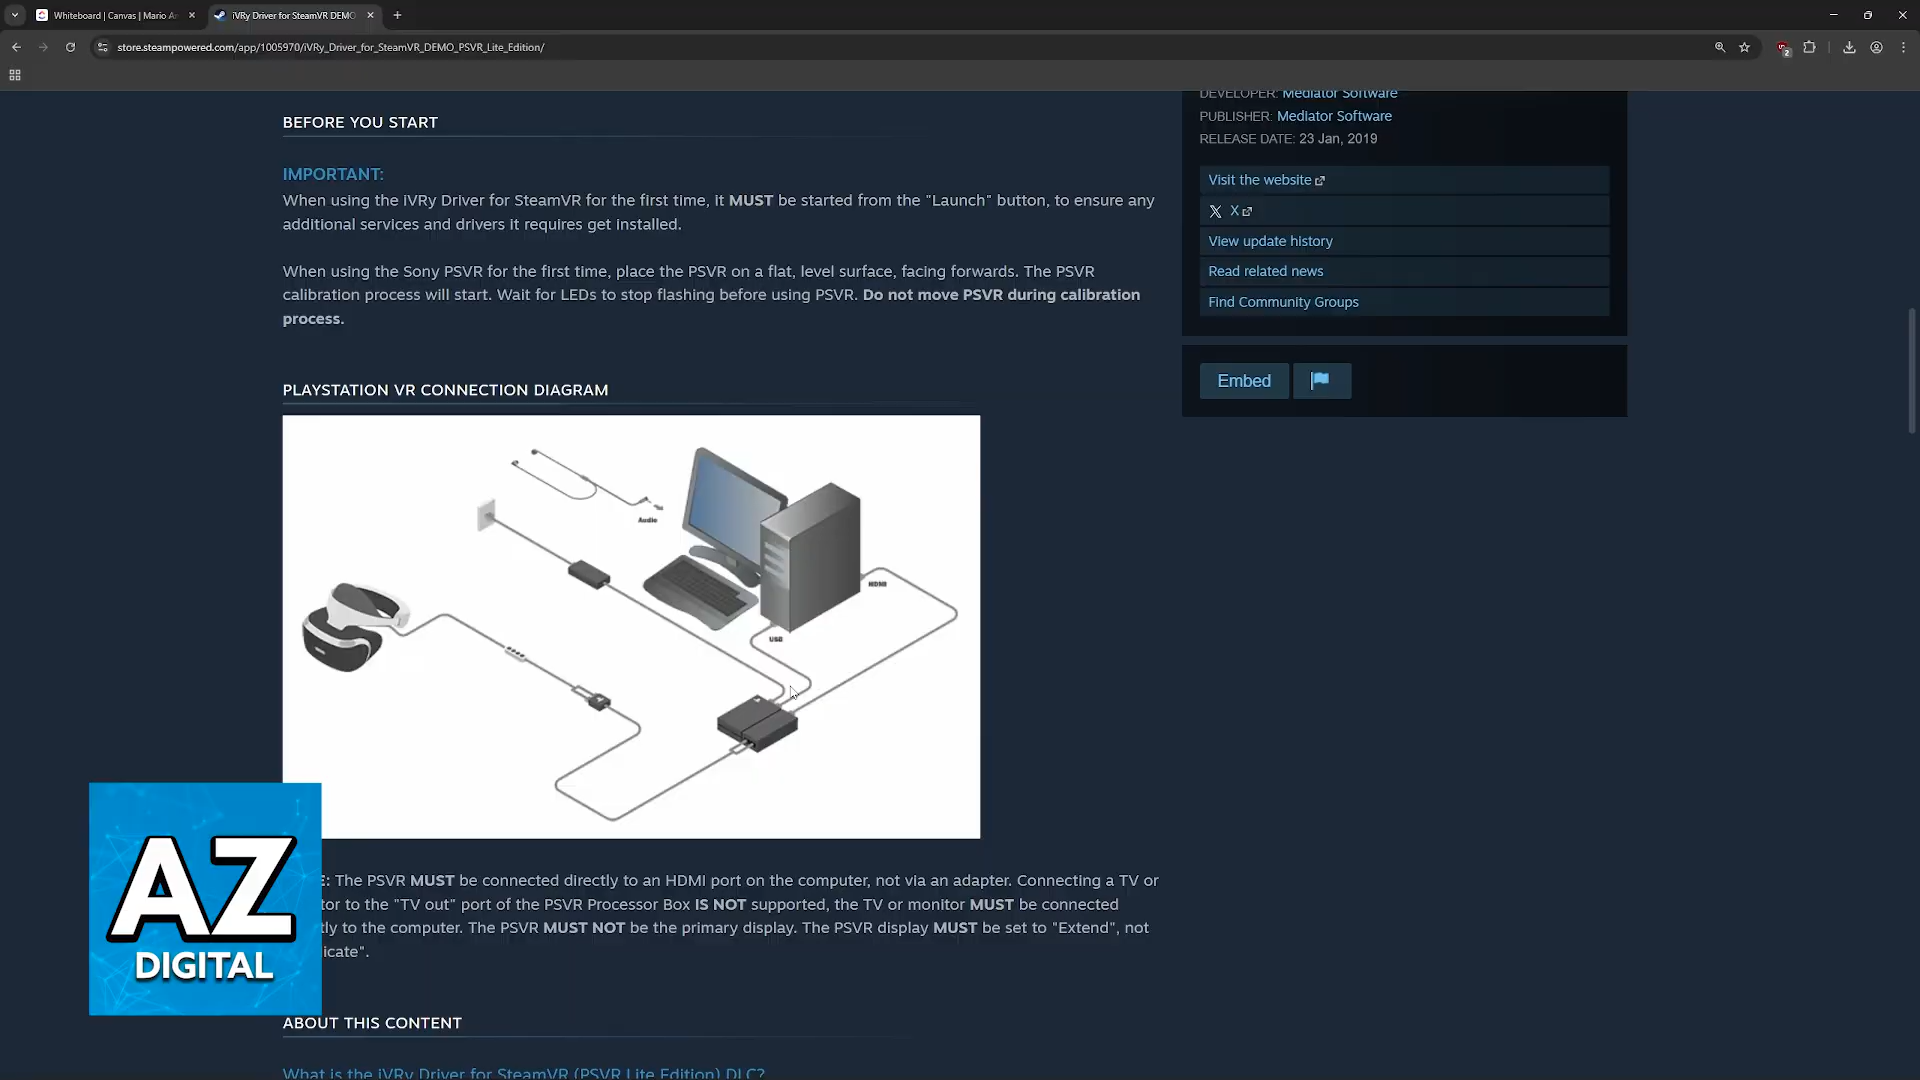 Whiteboard | Canvas | Mario A
iVRy Driver for SteamVR DEMO
store.steampowered.com/app/1005970/iVRy_Driver_for_SteamVR_DEMO_PSVR_Lite_Edition/
2
BEFORE YOU START
IMPORTANT:
When using the iVRy Driver for SteamVR for the first time, it MUST be started from the "Launch" button, to ensure any
additional services and drivers it requires get installed.
When using the Sony PSVR for the first time, place the PSVR on a flat, level surface, facing forwards. The PSVR
calibration process will start. Wait for LEDs to stop flashing before using PSVR. Do not move PSVR during calibration
process.
PLAYSTATION VR CONNECTION DIAGRAM
Audio
HDMI
USB
E: The PSVR MUST be connected directly to an HDMI port on the computer, not via an adapter. Connecting a TV or
tor to the "TV out" port of the PSVR Processor Box IS NOT supported, the TV or monitor MUST be connected
tly to the computer. The PSVR MUST NOT be the primary display. The PSVR display MUST be set to "Extend", not
icate".
ABOUT THIS CONTENT
What is the iVRy Driver for SteamVR (PSVR Lite Edition) DLC?
DEVELOPER: Mediator Software
PUBLISHER: Mediator Software
RELEASE DATE: 23 Jan, 2019
Visit the website
X
View update history
Read related news
Find Community Groups
Embed
AZ
DIGITAL